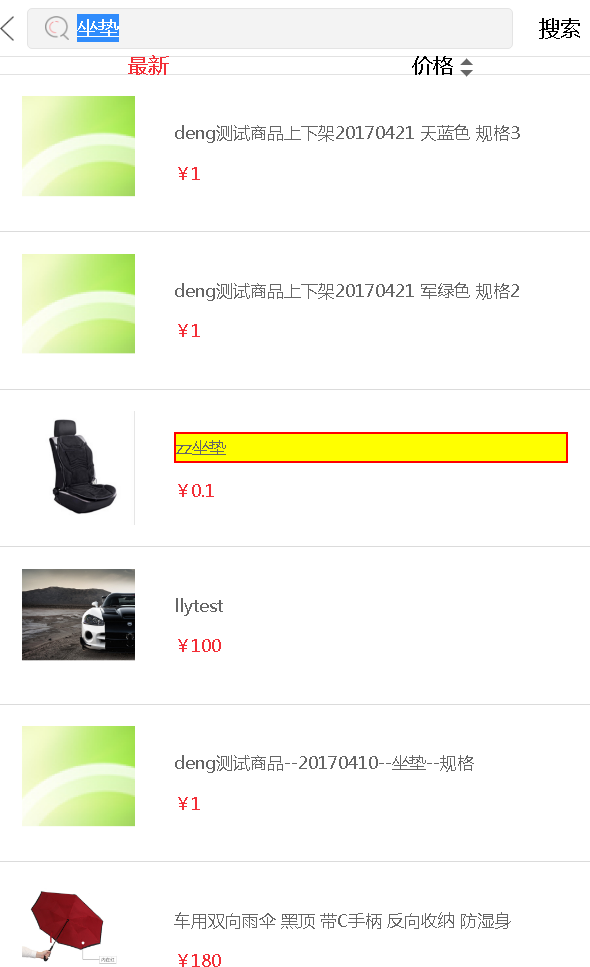 坐垫 搜索
最新 价格
deng测试商品上下架20170421 天蓝色 规格3
￥1
deng测试商品上下架20170421 军绿色 规格2
￥1
zz坐垫
￥0.1
llytest
￥100
deng测试商品--20170410--坐垫--规格
￥1
车用双向雨伞 黑顶 带C手柄 反向收纳 防湿身
￥180